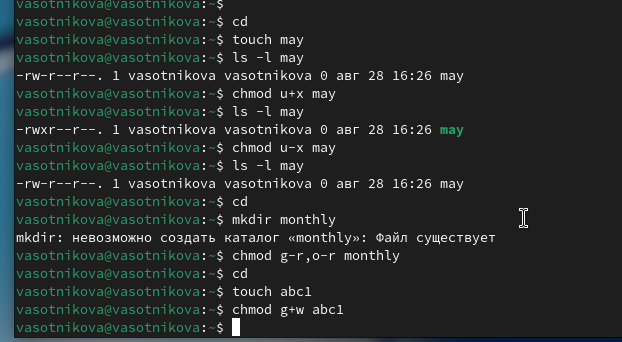 vasotnikova@vasotnikova:~$
vasotnikova@vasotnikova:~$ cd
vasotnikova@vasotnikova:~$ touch may
vasotnikova@vasotnikova:~$ ls -l may
-rw-r--r--. 1 vasotnikova vasotnikova 0 авг 28 16:26 may
vasotnikova@vasotnikova:~$ chmod u+x may
vasotnikova@vasotnikova:~$ ls -l may
-rwxr--r--. 1 vasotnikova vasotnikova 0 авг 28 16:26 may
vasotnikova@vasotnikova:~$ chmod u-x may
vasotnikova@vasotnikova:~$ ls -l may
-rw-r--r--. 1 vasotnikova vasotnikova 0 авг 28 16:26 may
vasotnikova@vasotnikova:~$ cd
vasotnikova@vasotnikova:~$ mkdir monthly
mkdir: невозможно создать каталог «monthly»: Файл существует
vasotnikova@vasotnikova:~$ chmod g-r,o-r monthly
vasotnikova@vasotnikova:~$ cd
vasotnikova@vasotnikova:~$ touch abc1
vasotnikova@vasotnikova:~$ chmod g+w abc1
vasotnikova@vasotnikova:~$